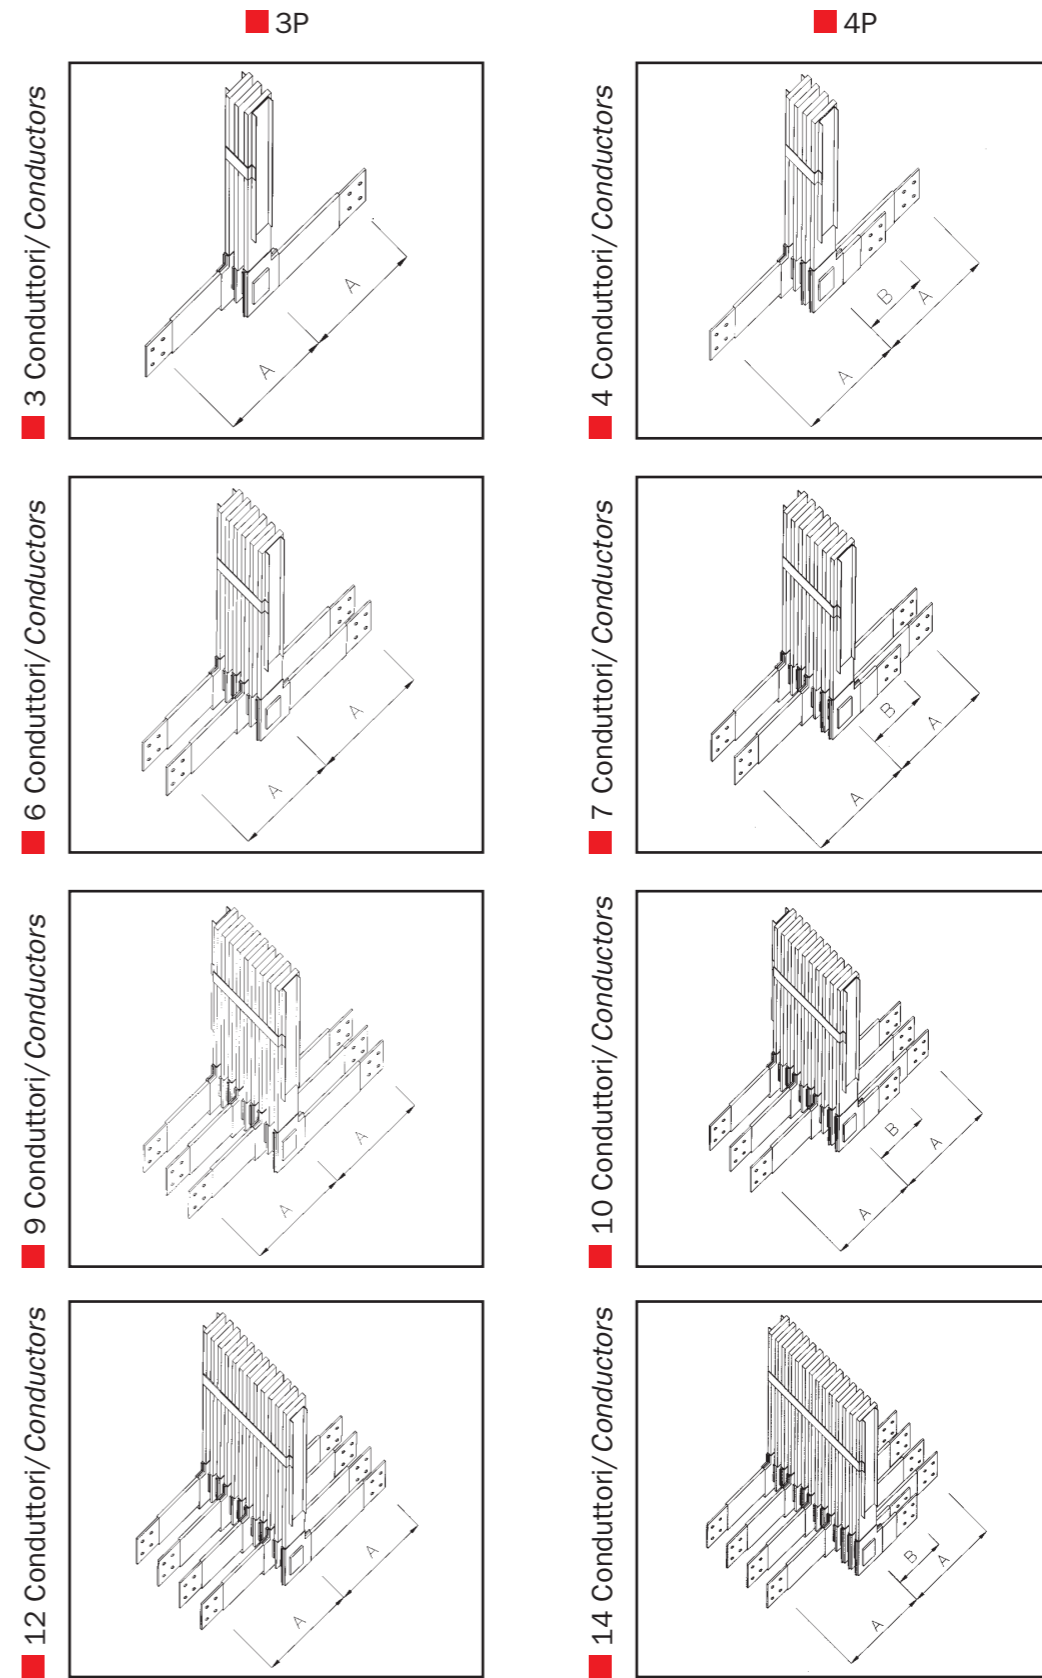 3P
4P
3 Conduttori/Conductors
A
A
4 Conduttori/Conductors
B
A
A
6 Conduttori/Conductors
A
A
7 Conduttori/Conductors
B
A
A
9 Conduttori/Conductors
A
A
10 Conduttori/Conductors
B
A
A
12 Conduttori/Conductors
A
A
14 Conduttori/Conductors
B
A
A